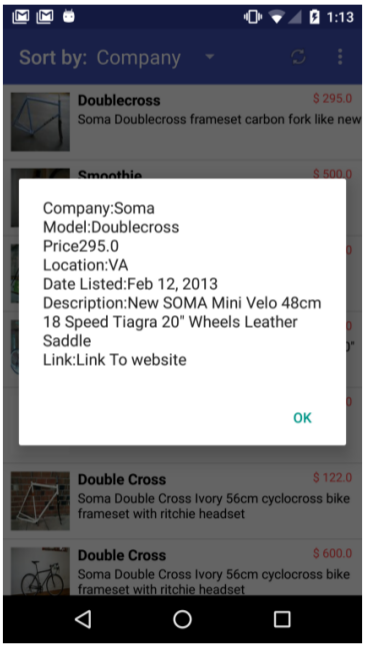 1:13
Sort by: Company
Doublecross
$ 295.0
Soma Doublecross frameset carbon fork like new
Smoothie
$ 500.0
Company:Soma
Model:Doublecross
Price295.0
Location:VA
Date Listed:Feb 12, 2013
Description:New SOMA Mini Velo 48cm
18 Speed Tiagra 20" Wheels Leather
Saddle
Link:Link To website
OK
Double Cross
$ 122.0
Soma Double Cross Ivory 56cm cyclocross bike
frameset with ritchie headset
Double Cross
$ 600.0
Soma Double Cross Ivory 56cm cyclocross bike
frameset with ritchie headset